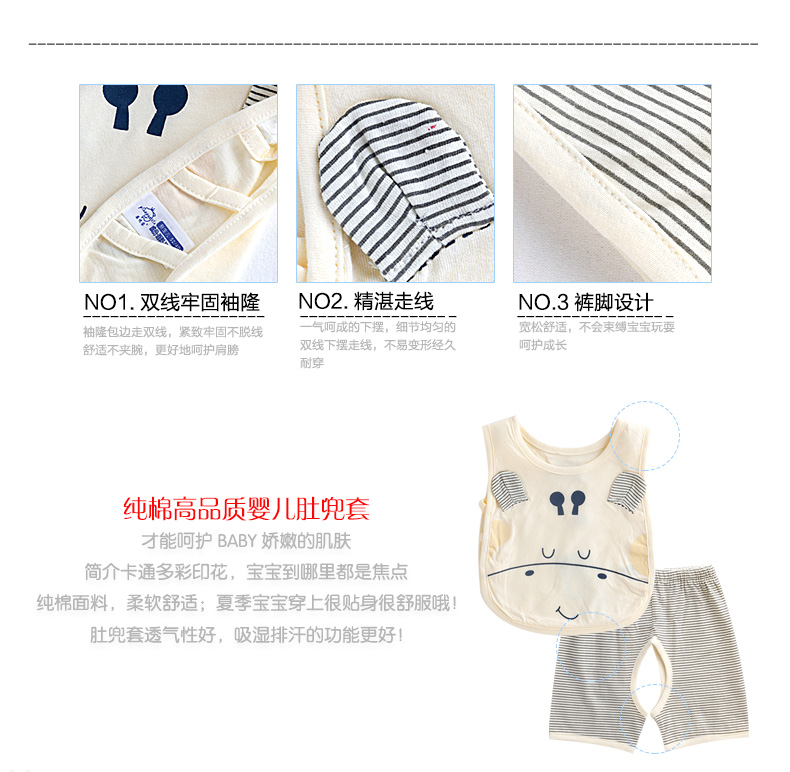 NO1. 双线牢固袖隆
袖隆包边走双线，紧致牢固不脱线
舒适不夹腕，更好地呵护肩膀
NO2. 精湛走线
一气呵成的下摆，细节均匀的
双线下摆走线，不易变形经久
耐穿
NO.3 裤脚设计
宽松舒适，不会束缚宝宝玩耍
呵护成长
纯棉高品质婴儿肚兜套
才能呵护 BABY 娇嫩的肌肤
简介卡通多彩印花，宝宝到哪里都是焦点
纯棉面料，柔软舒适；夏季宝宝穿上很贴身很舒服哦！
肚兜套透气性好，吸湿排汗的功能更好！